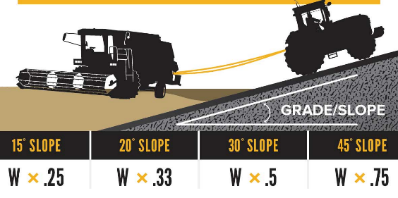 GRADE/SLOPE
15° SLOPE 20° SLOPE 30° SLOPE 45° SLOPE
W × .25 W × .33 W × .5 W × .75